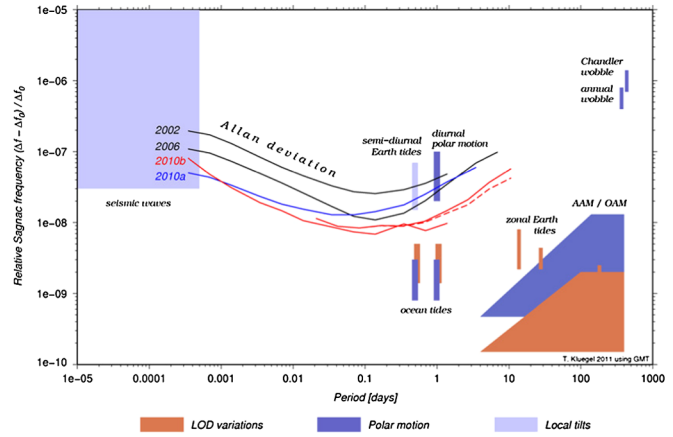 1e−05
1e−06
1e−07
1e−08
1e−09
1e−10
Relative Sagnac frequency (Δf − Δf₀) / Δf₀
2002
2006
2010b
2010a
Allan deviation
seismic waves
semi−diurnal
Earth tides
diurnal
polar motion
Chandler
wobble
annual
wobble
ocean tides
zonal Earth
tides
AAM / OAM
T. Kluegel 2011 using GMT
1e−05
0.0001
0.001
0.01
0.1
1
10
100
1000
Period [days]
LOD variations
Polar motion
Local tilts